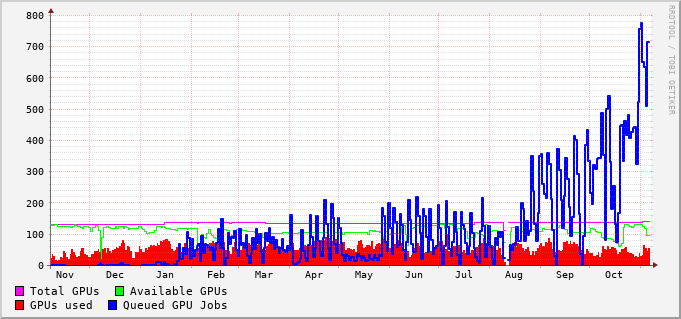 800
700
600
500
400
300
200
100
0
Nov Dec Jan Feb Mar Apr May Jun Jul Aug Sep Oct
Total GPUs Available GPUs
GPUs used Queued GPU Jobs
RRDTOOL / TOBI OETIKER